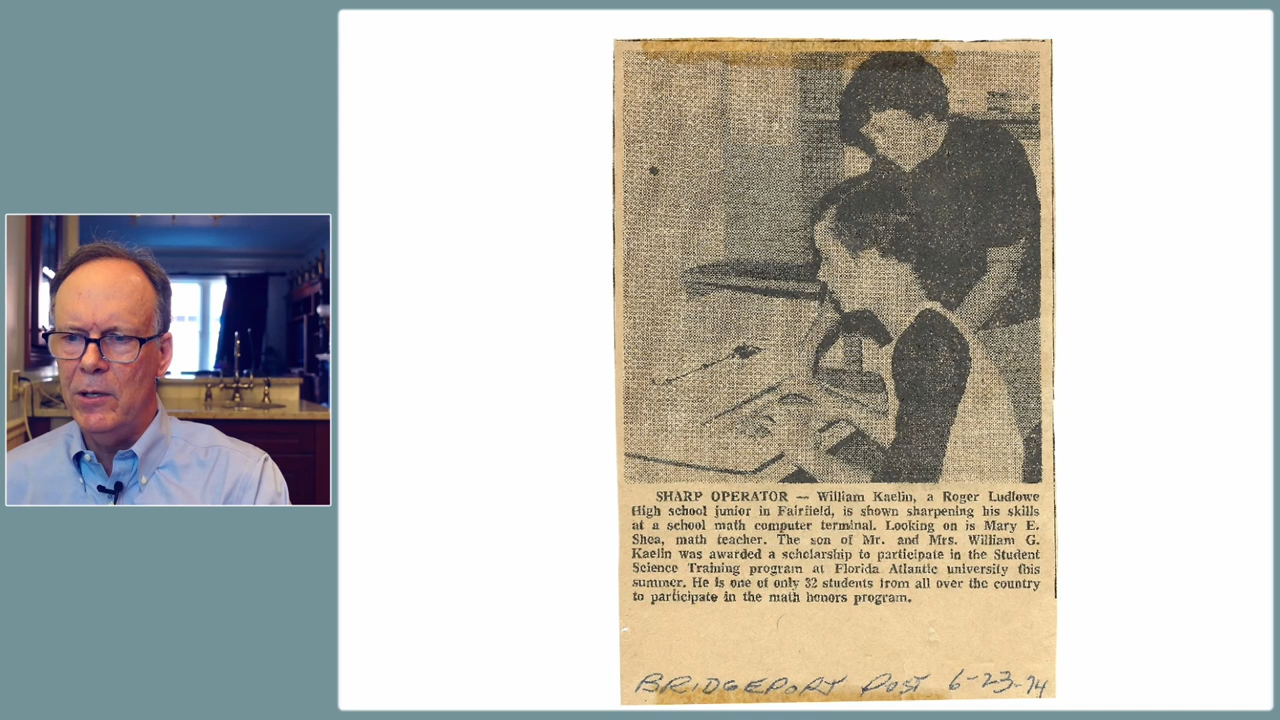 SHARP OPERATOR — William Kaelin, a Roger Ludlowe
High school junior in Fairfield, is shown sharpening his skills
at a school math computer terminal. Looking on is Mary E.
Shea, math teacher. The son of Mr. and Mrs. William G.
Kaelin was awarded a scholarship to participate in the Student
Science Training program at Florida Atlantic university this
summer. He is one of only 32 students from all over the country
to participate in the math honors program.
BRIDGEPORT POST 6-23-74